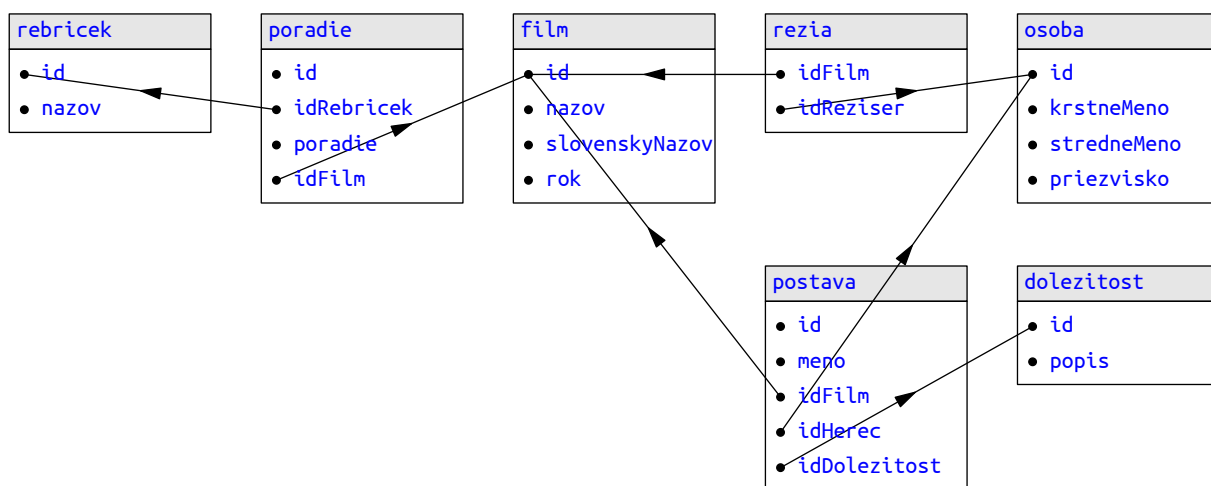 rebricek
id
nazov
poradie
id
idRebricek
poradie
idFilm
film
id
nazov
slovenskyNazov
rok
rezia
idFilm
idReziser
osoba
id
krstneMeno
stredneMeno
priezvisko
postava
id
meno
idFilm
idHerec
idDolezitost
dolezitost
id
popis